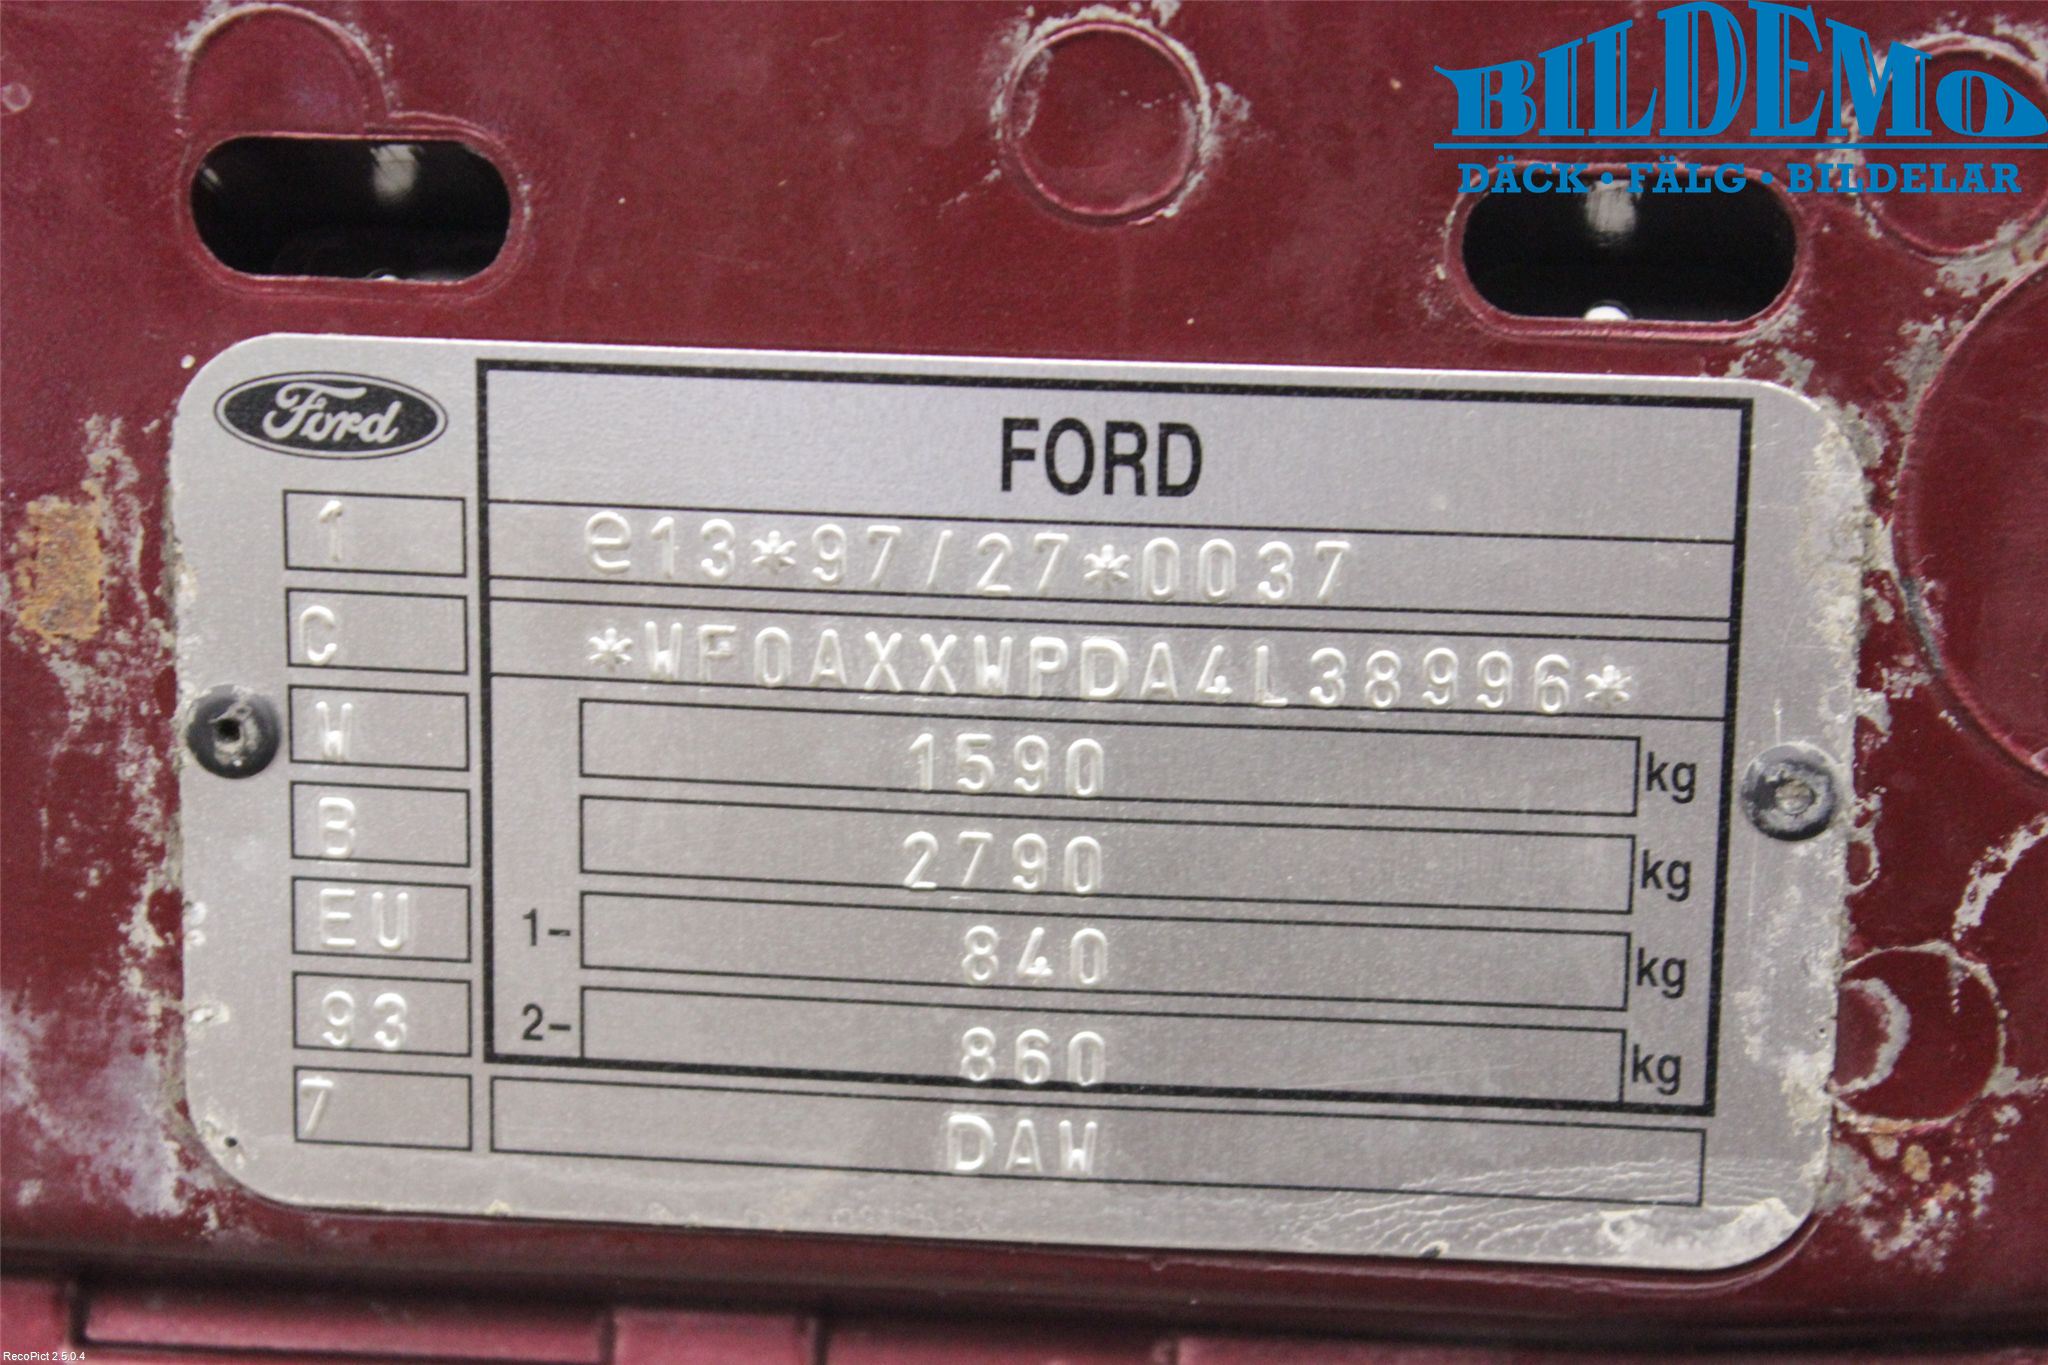 BILDEMO
DÄCK • FÄLG • BILDELAR
Ford
FORD
1
e13*97/27*0037
C
*WF0AXXWPDA4L38996*
W
1590 kg
B
2790 kg
EU
1- 840 kg
93
2- 860 kg
7
DAW
RecoPict 2.5.0.4